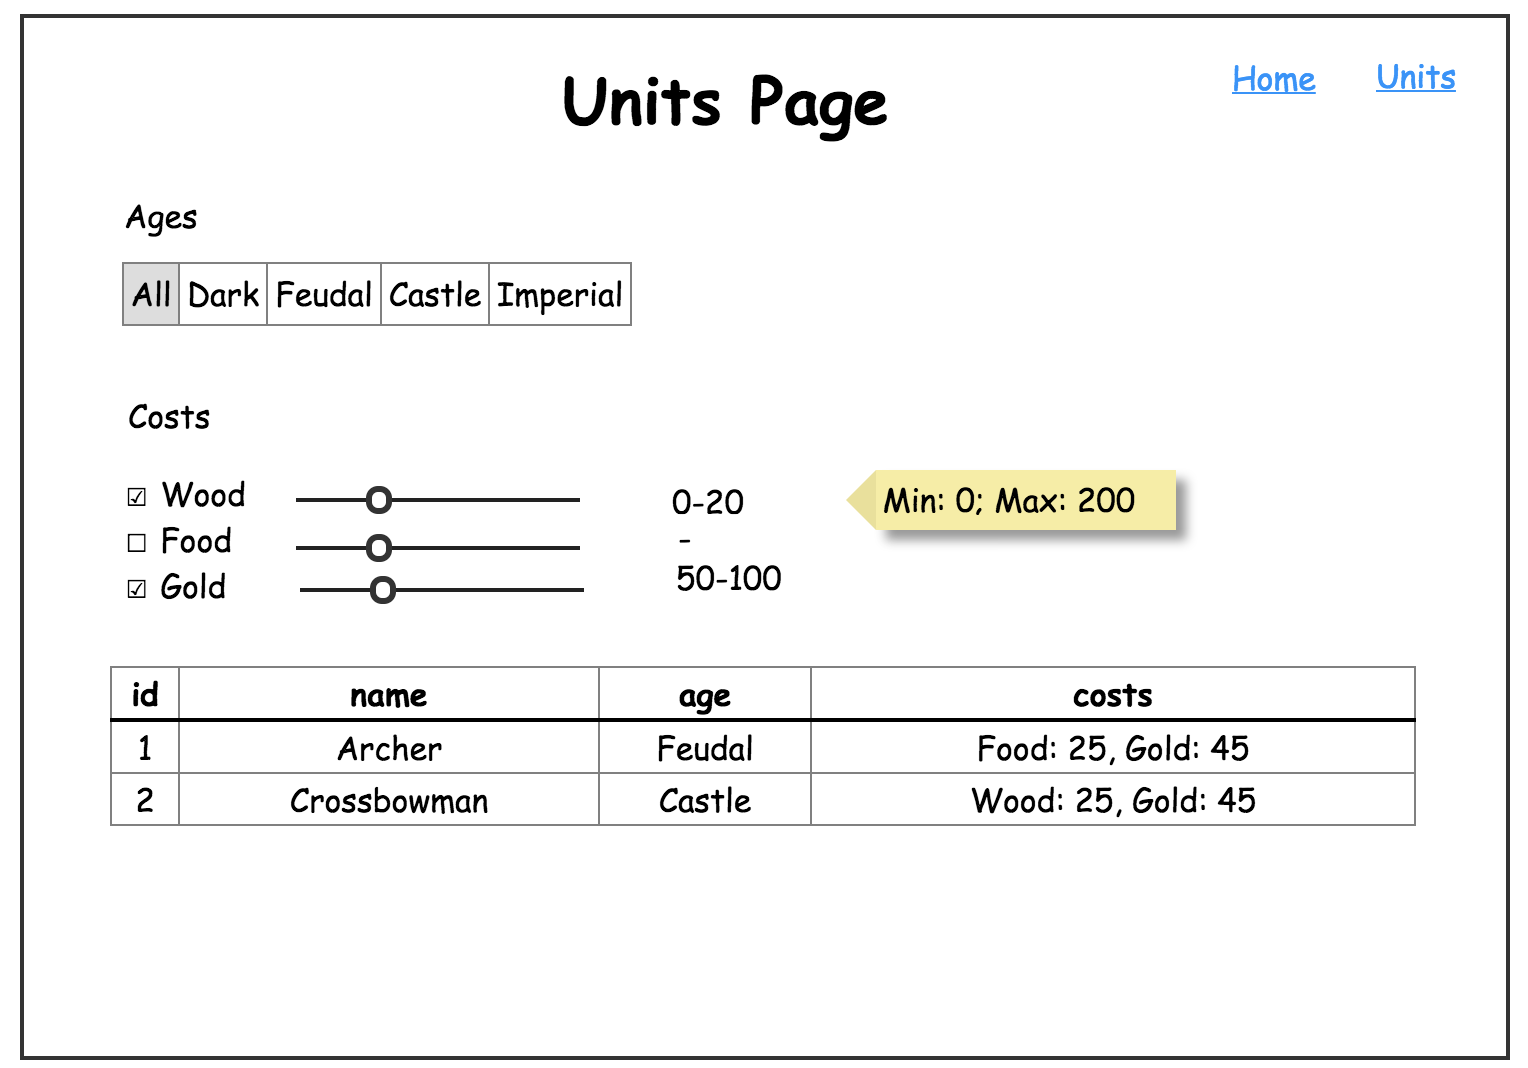 Units Page
Home Units
Ages
All Dark Feudal Castle Imperial
Costs
☑ Wood 0-20 Min: 0; Max: 200
☐ Food -
☑ Gold 50-100
id name age costs
1 Archer Feudal Food: 25, Gold: 45
2 Crossbowman Castle Wood: 25, Gold: 45